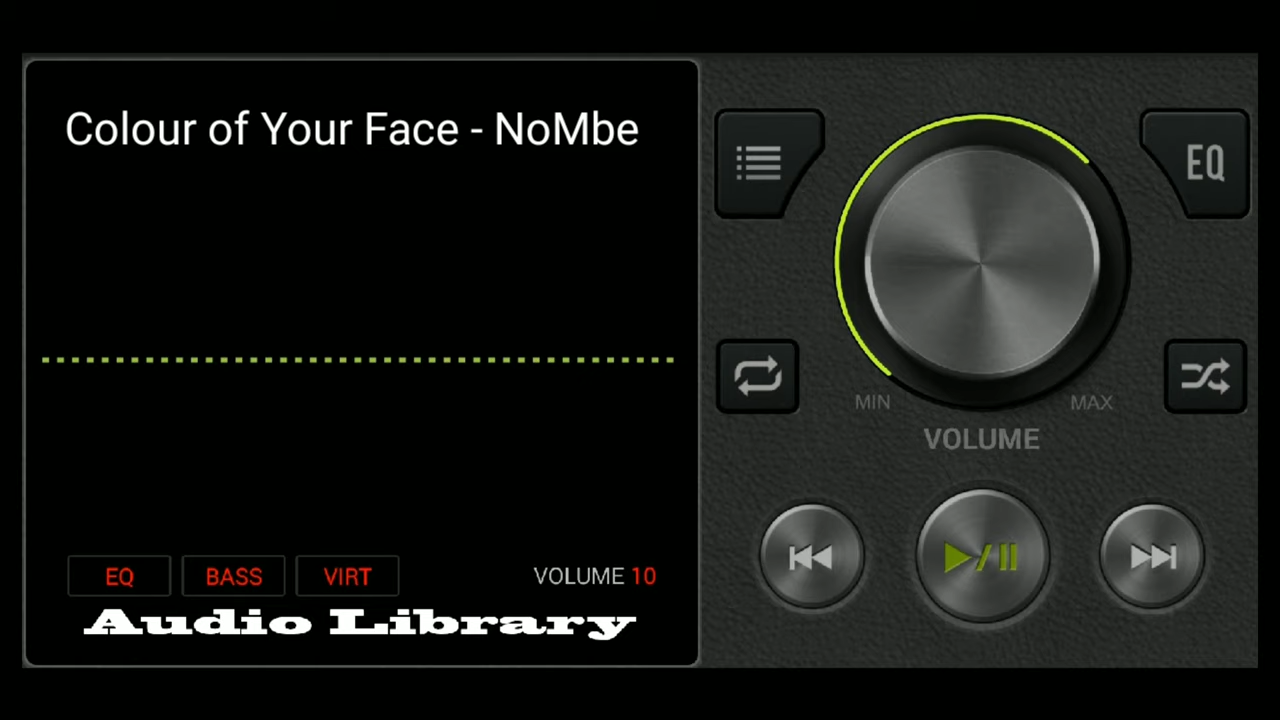 Colour of Your Face - NoMbe
EQ
MIN
MAX
VOLUME
EQ
BASS
VIRT
VOLUME 10
Audio Library